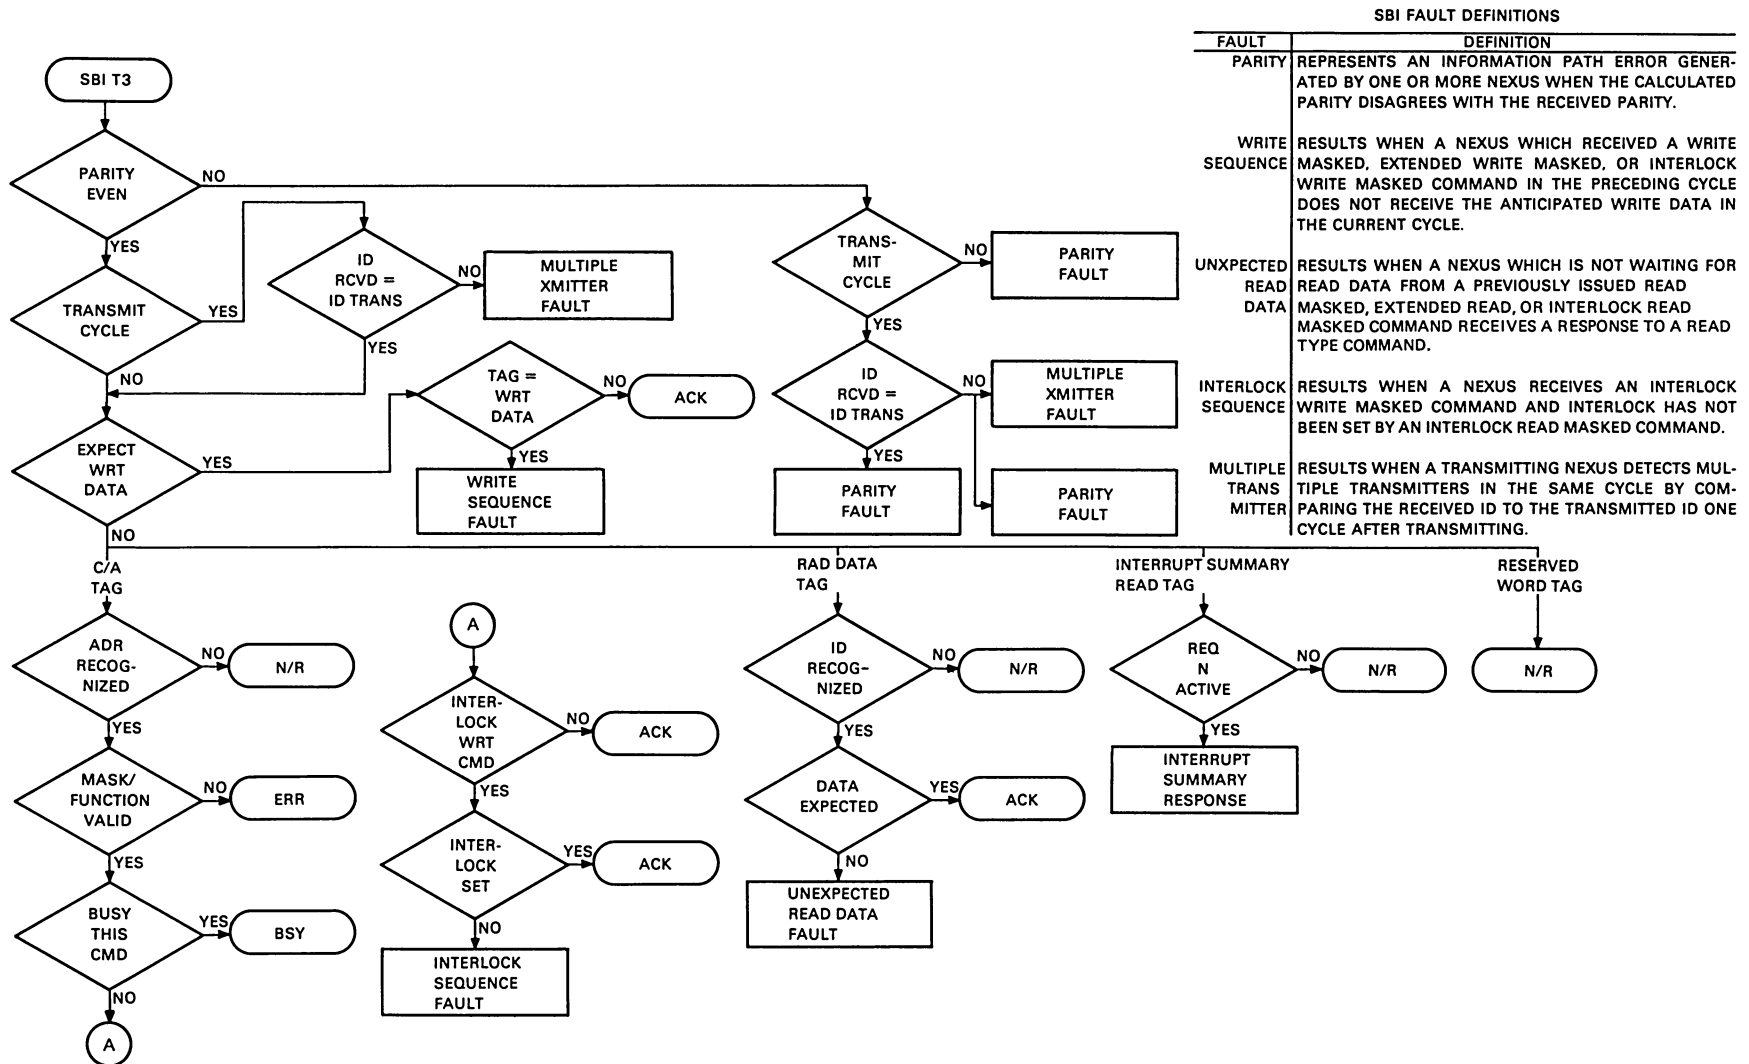 SBI FAULT DEFINITIONS
FAULT DEFINITION
PARITY REPRESENTS AN INFORMATION PATH ERROR GENER-
ATED BY ONE OR MORE NEXUS WHEN THE CALCULATED
PARITY DISAGREES WITH THE RECEIVED PARITY.
WRITE RESULTS WHEN A NEXUS WHICH RECEIVED A WRITE
SEQUENCE MASKED, EXTENDED WRITE MASKED, OR INTERLOCK
WRITE MASKED COMMAND IN THE PRECEDING CYCLE
DOES NOT RECEIVE THE ANTICIPATED WRITE DATA IN
THE CURRENT CYCLE.
UNXPECTED RESULTS WHEN A NEXUS WHICH IS NOT WAITING FOR
READ READ DATA FROM A PREVIOUSLY ISSUED READ
DATA MASKED, EXTENDED READ, OR INTERLOCK READ
MASKED COMMAND RECEIVES A RESPONSE TO A READ
TYPE COMMAND.
INTERLOCK RESULTS WHEN A NEXUS RECEIVES AN INTERLOCK
SEQUENCE WRITE MASKED COMMAND AND INTERLOCK HAS NOT
BEEN SET BY AN INTERLOCK READ MASKED COMMAND.
MULTIPLE RESULTS WHEN A TRANSMITTING NEXUS DETECTS MUL-
TRANS TIPLE TRANSMITTERS IN THE SAME CYCLE BY COM-
MITTER PARING THE RECEIVED ID TO THE TRANSMITTED ID ONE
CYCLE AFTER TRANSMITTING.
SBI T3
PARITY
EVEN
NO
YES
TRANSMIT
CYCLE
YES
NO
ID
RCVD =
ID TRANS
NO
YES
MULTIPLE
XMITTER
FAULT
EXPECT
WRT
DATA
YES
NO
TAG =
WRT
DATA
NO
ACK
YES
WRITE
SEQUENCE
FAULT
TRANS-
MIT
CYCLE
NO
PARITY
FAULT
YES
ID
RCVD =
ID TRANS
NO
MULTIPLE
XMITTER
FAULT
YES
PARITY
FAULT
PARITY
FAULT
C/A
TAG
ADR
RECOG-
NIZED
NO
N/R
YES
MASK/
FUNCTION
VALID
NO
ERR
YES
BUSY
THIS
CMD
YES
BSY
NO
A
A
INTER-
LOCK
WRT
CMD
NO
ACK
YES
INTER-
LOCK
SET
YES
ACK
NO
INTERLOCK
SEQUENCE
FAULT
RAD DATA
TAG
ID
RECOG-
NIZED
NO
N/R
YES
DATA
EXPECTED
YES
ACK
NO
UNEXPECTED
READ DATA
FAULT
INTERRUPT SUMMARY
READ TAG
REQ
N
ACTIVE
NO
N/R
YES
INTERRUPT
SUMMARY
RESPONSE
RESERVED
WORD TAG
N/R